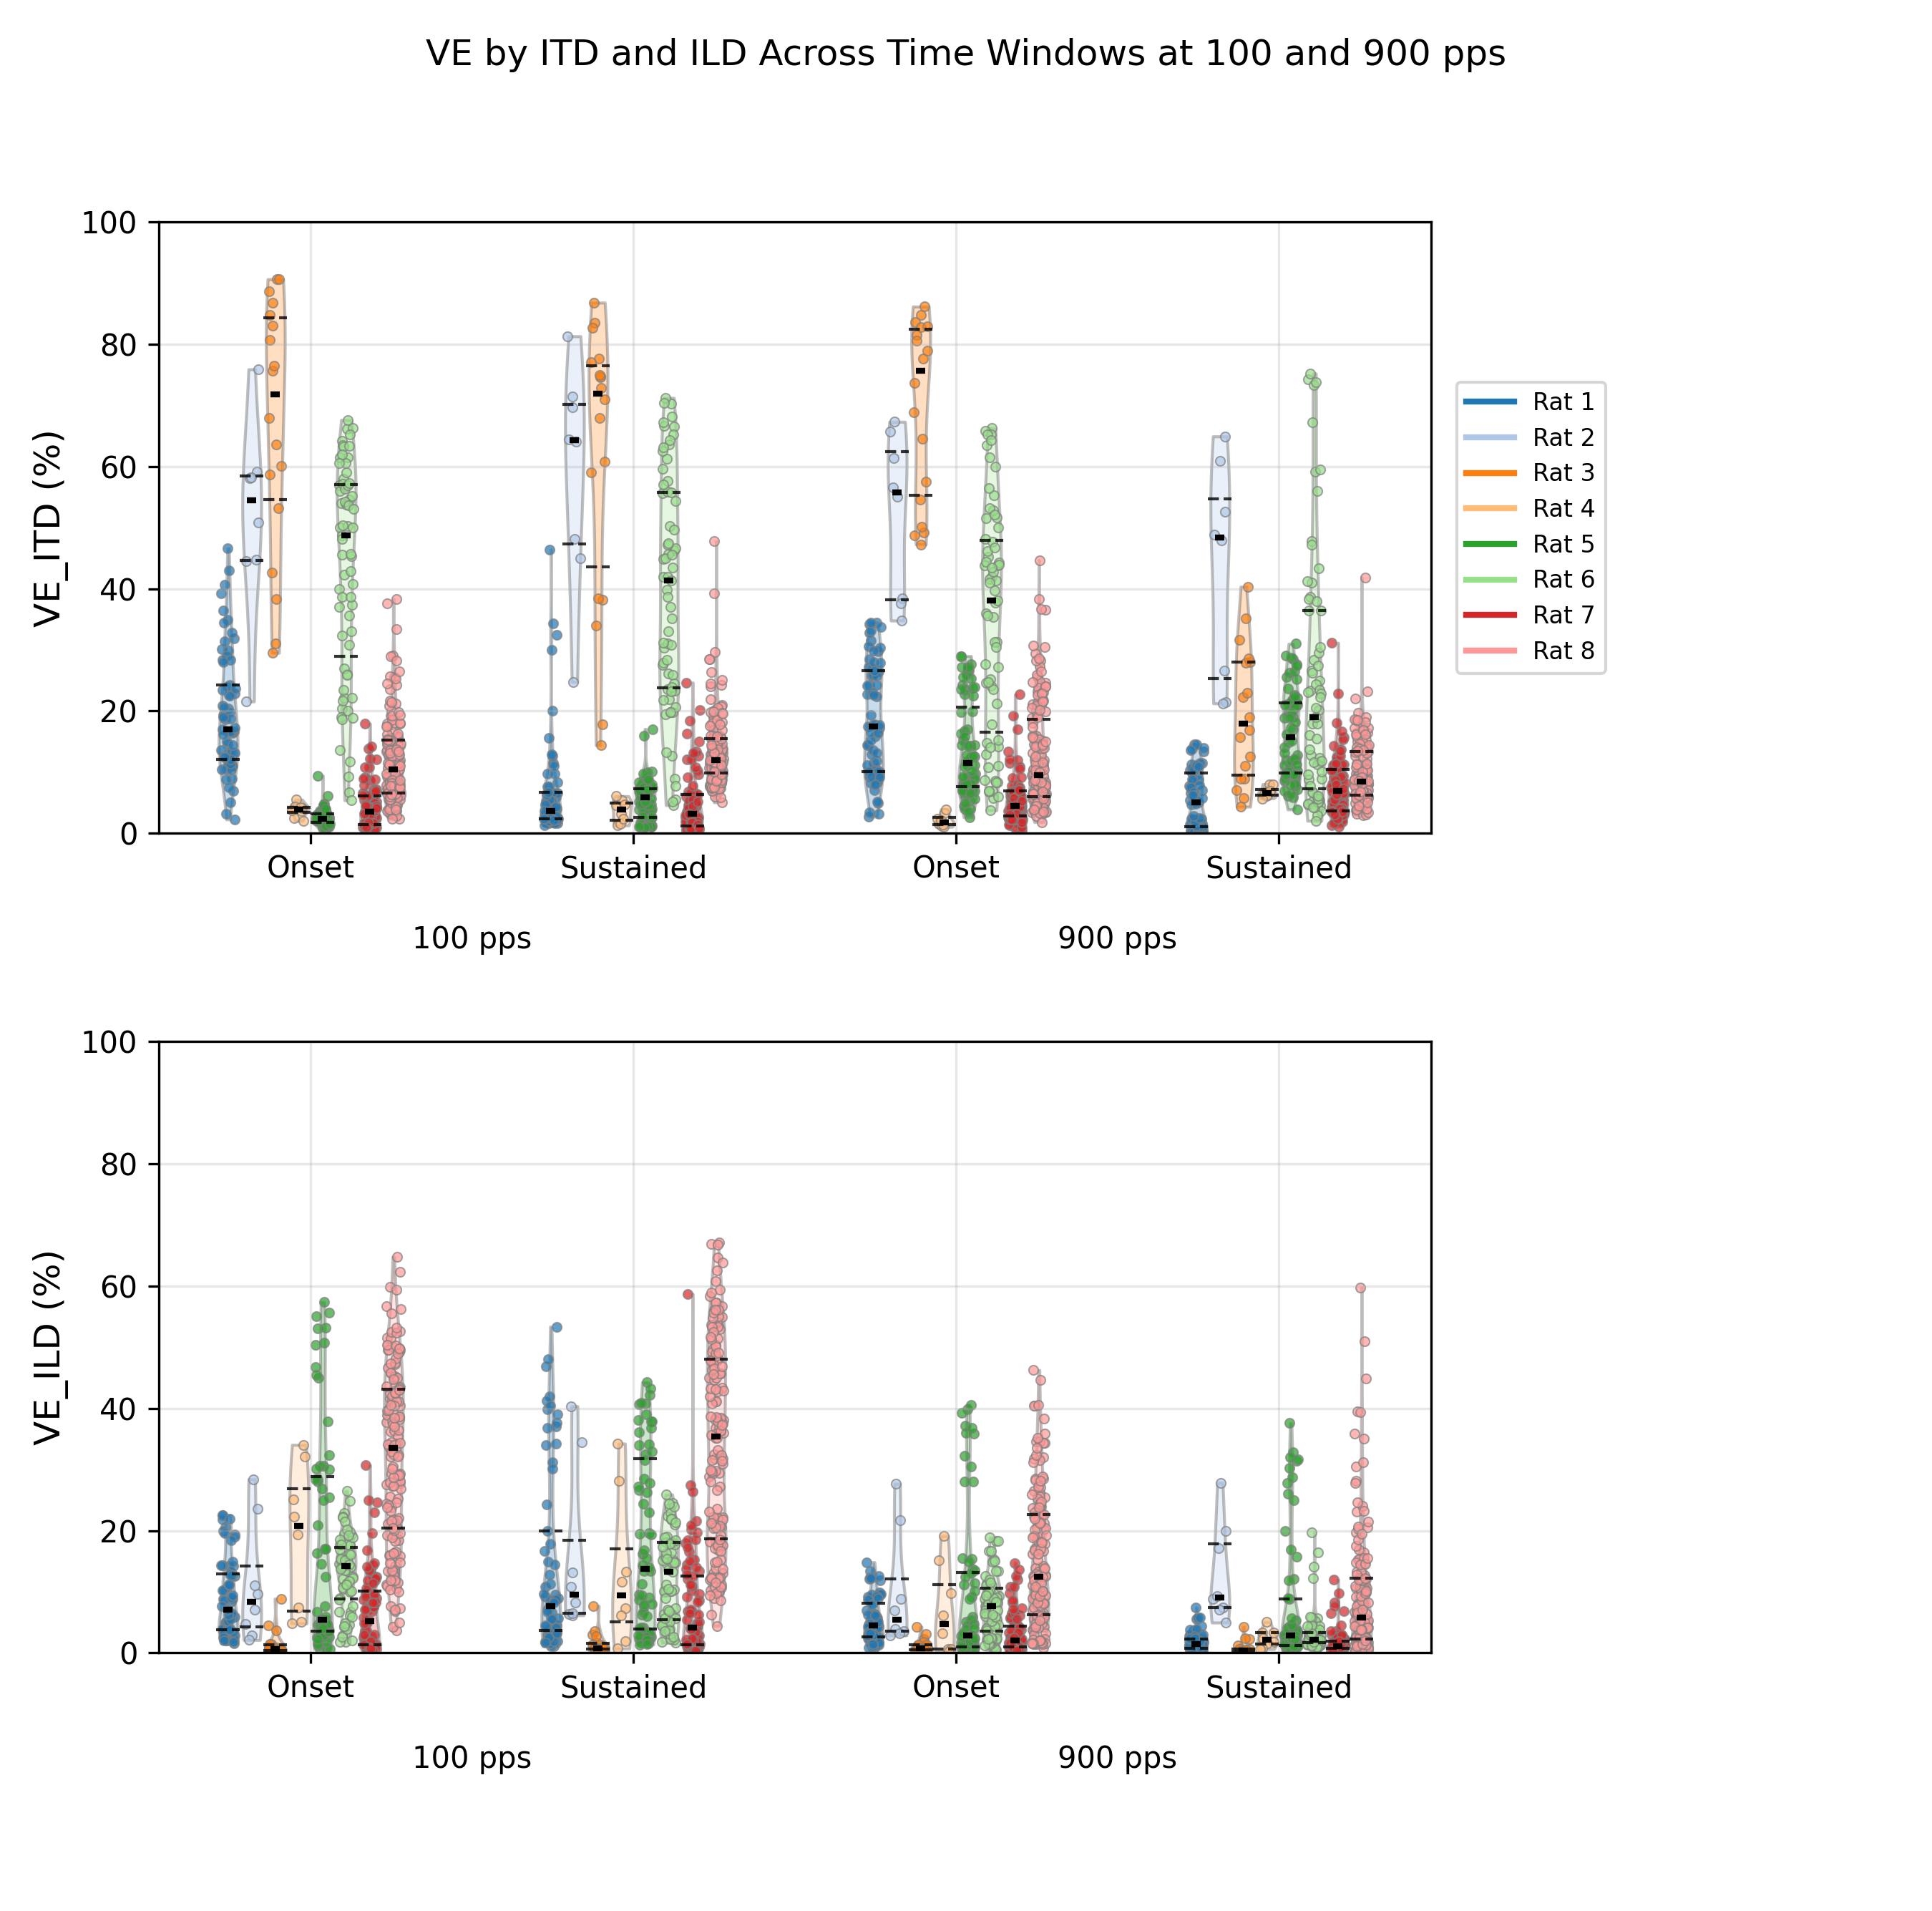 VE by ITD and ILD Across Time Windows at 100 and 900 pps
VE_ITD (%)
100
80
60
40
20
0
Onset
Sustained
Onset
Sustained
100 pps
900 pps
Rat 1
Rat 2
Rat 3
Rat 4
Rat 5
Rat 6
Rat 7
Rat 8
VE_ILD (%)
100
80
60
40
20
0
Onset
Sustained
Onset
Sustained
100 pps
900 pps